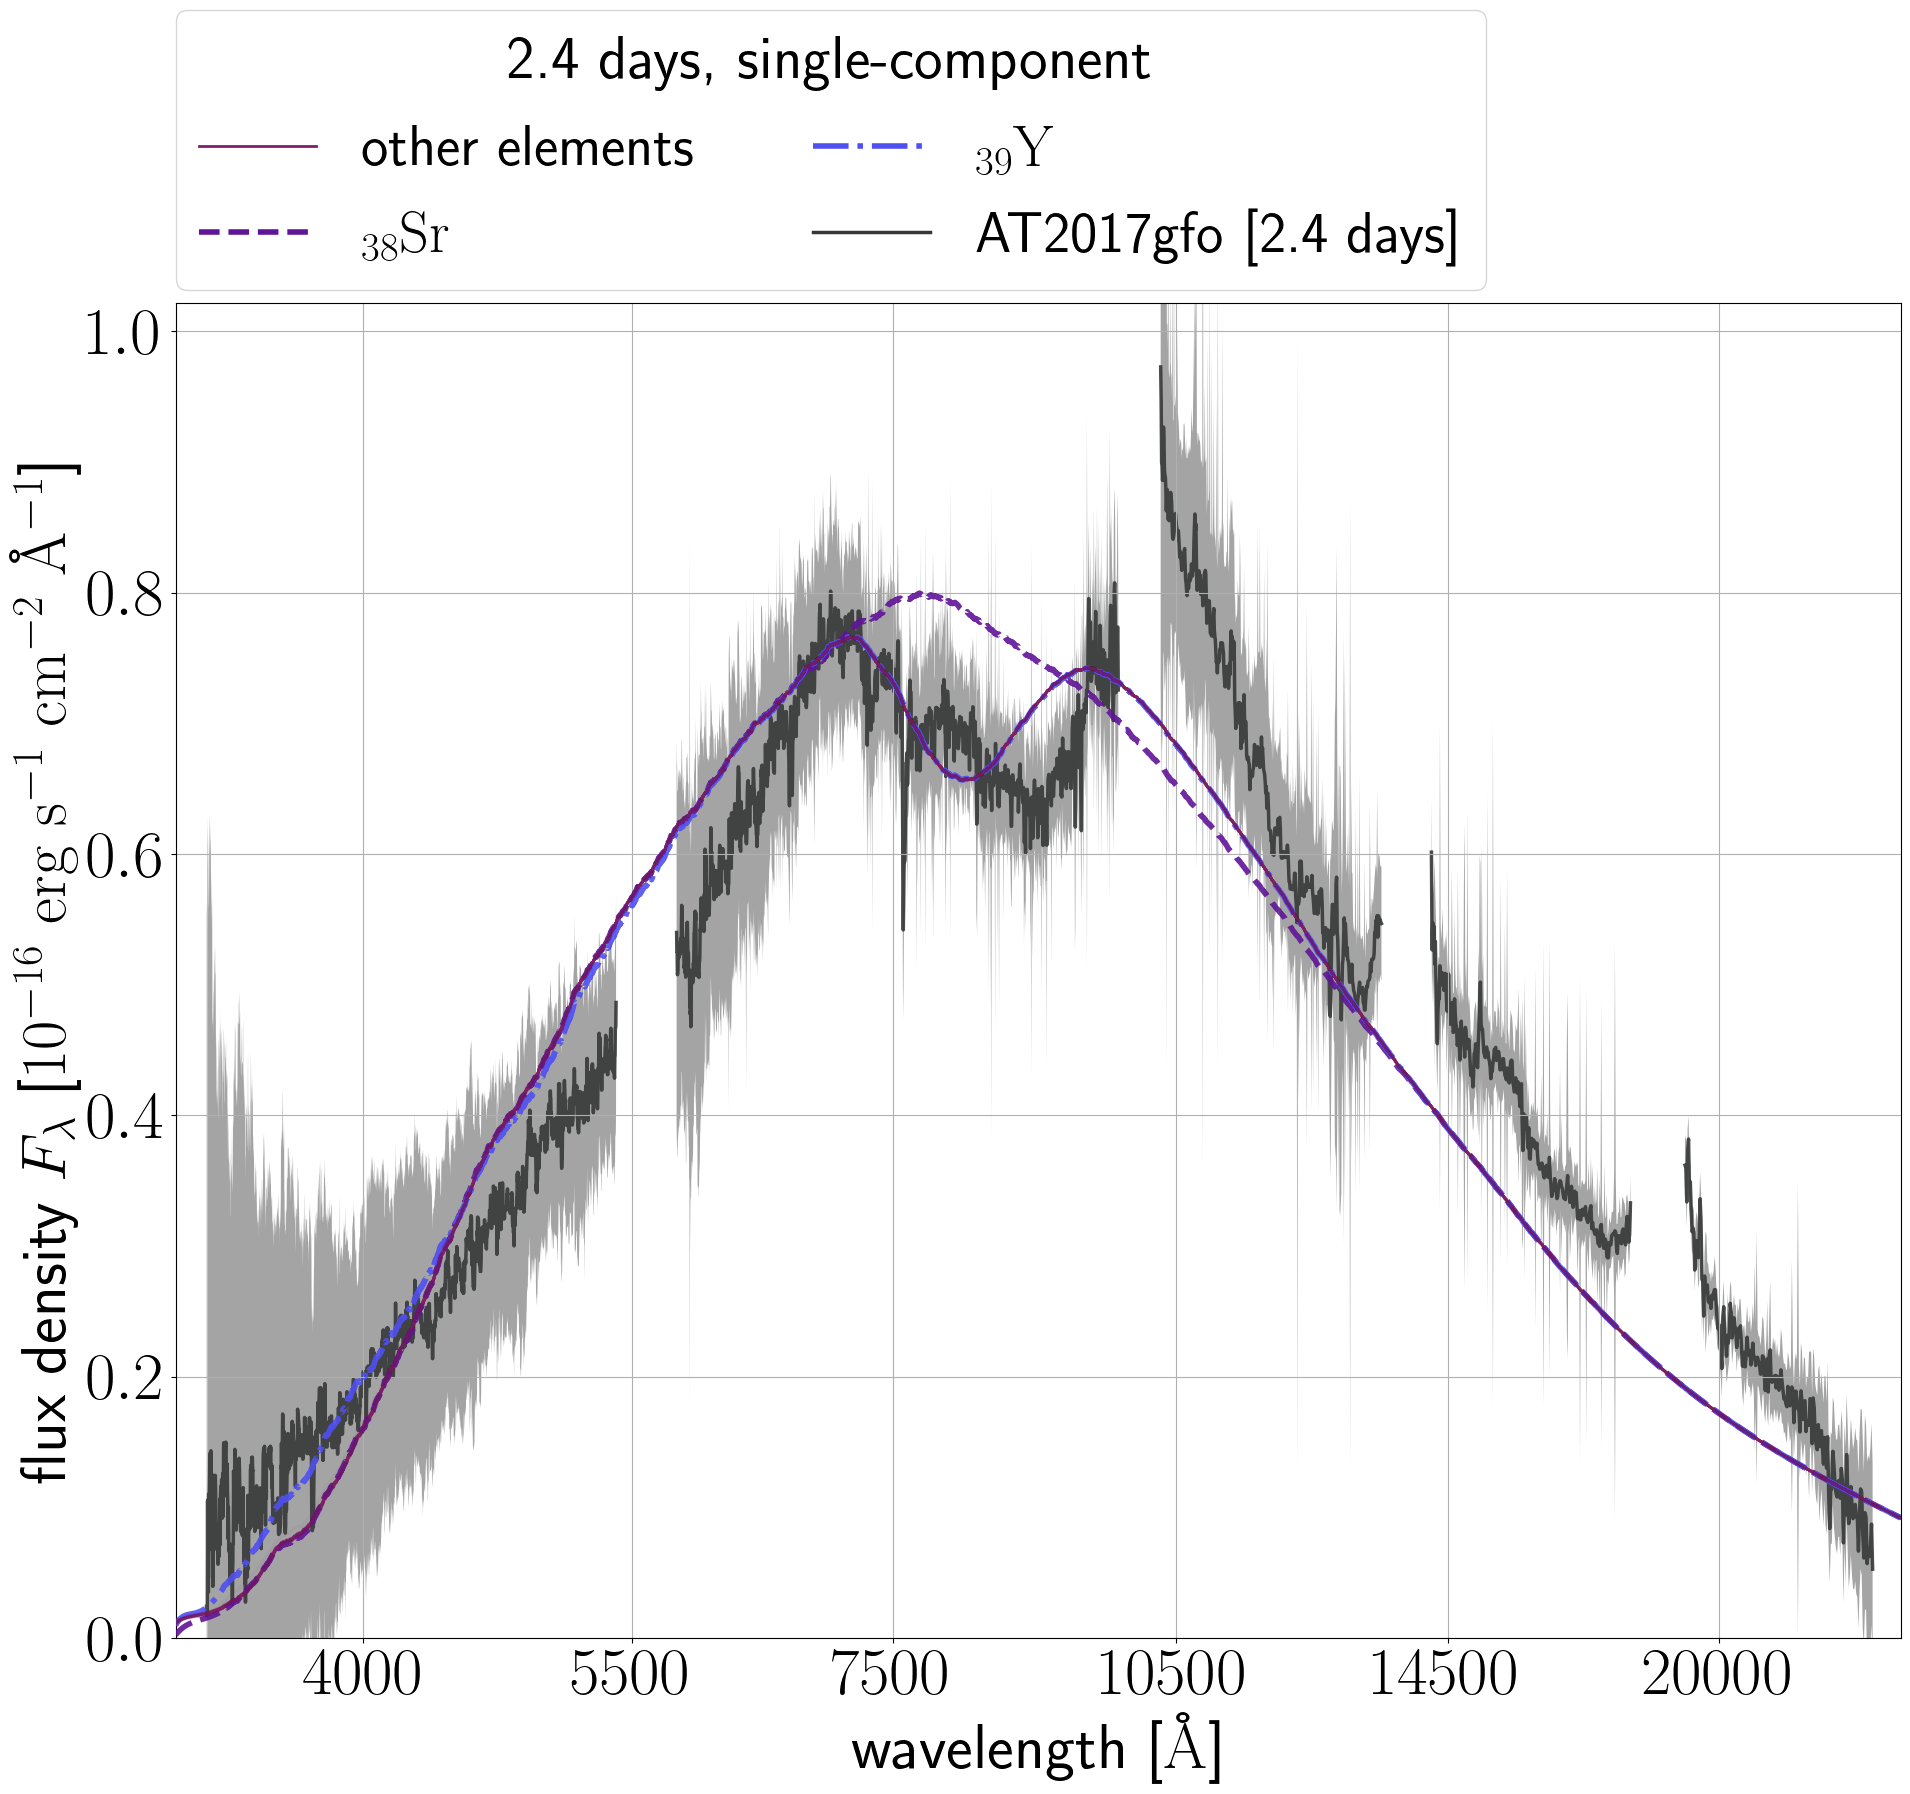 2.4 days, single-component
other elements
₃₉Y
₃₈Sr
AT2017gfo [2.4 days]
flux density F_λ [10⁻¹⁶ erg s⁻¹ cm⁻² Å⁻¹]
1.0
0.8
0.6
0.4
0.2
0.0
4000 5500 7500 10500 14500 20000
wavelength [Å]